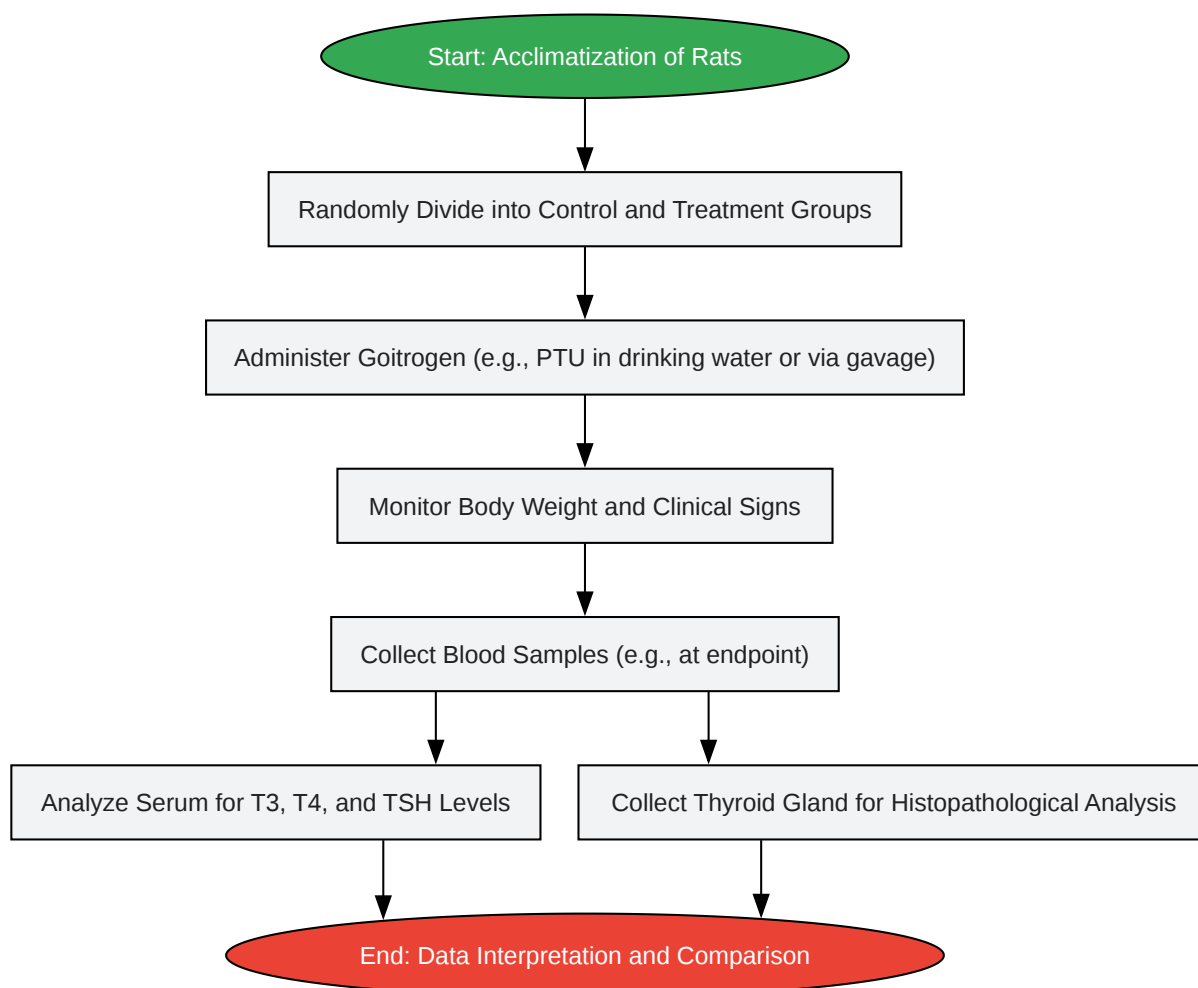 Start: Acclimatization of Rats
Randomly Divide into Control and Treatment Groups
Administer Goitrogen (e.g., PTU in drinking water or via gavage)
Monitor Body Weight and Clinical Signs
Collect Blood Samples (e.g., at endpoint)
Analyze Serum for T3, T4, and TSH Levels
Collect Thyroid Gland for Histopathological Analysis
End: Data Interpretation and Comparison